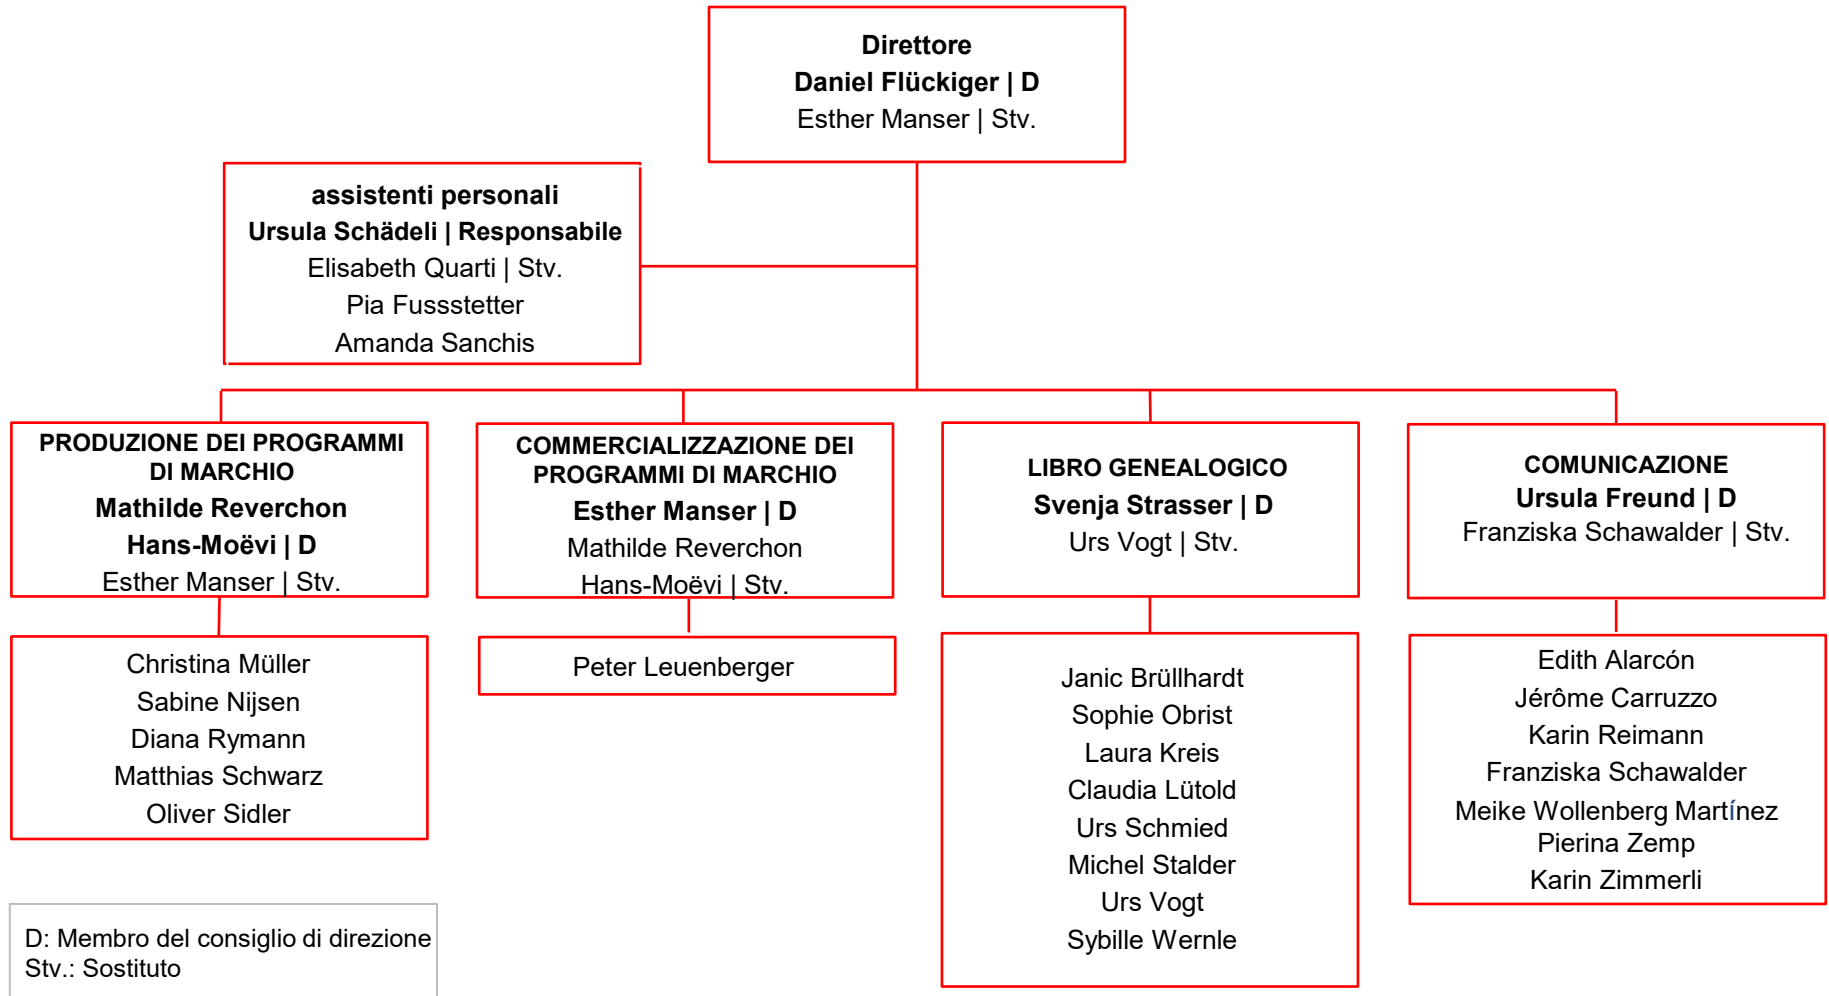 Direttore
Daniel Flückiger | D
Esther Manser | Stv.
assistenti personali
Ursula Schädeli | Responsabile
Elisabeth Quarti | Stv.
Pia Fussstetter
Amanda Sanchis
PRODUZIONE DEI PROGRAMMI
DI MARCHIO
Mathilde Reverchon
Hans-Moëvi | D
Esther Manser | Stv.
Christina Müller
Sabine Nijsen
Diana Rymann
Matthias Schwarz
Oliver Sidler
COMMERCIALIZZAZIONE DEI
PROGRAMMI DI MARCHIO
Esther Manser | D
Mathilde Reverchon
Hans-Moëvi | Stv.
Peter Leuenberger
LIBRO GENEALOGICO
Svenja Strasser | D
Urs Vogt | Stv.
Janic Brüllhardt
Sophie Obrist
Laura Kreis
Claudia Lütold
Urs Schmied
Michel Stalder
Urs Vogt
Sybille Wernle
COMUNICAZIONE
Ursula Freund | D
Franziska Schawalder | Stv.
Edith Alarcón
Jérôme Carruzzo
Karin Reimann
Franziska Schawalder
Meike Wollenberg Martínez
Pierina Zemp
Karin Zimmerli
D: Membro del consiglio di direzione
Stv.: Sostituto